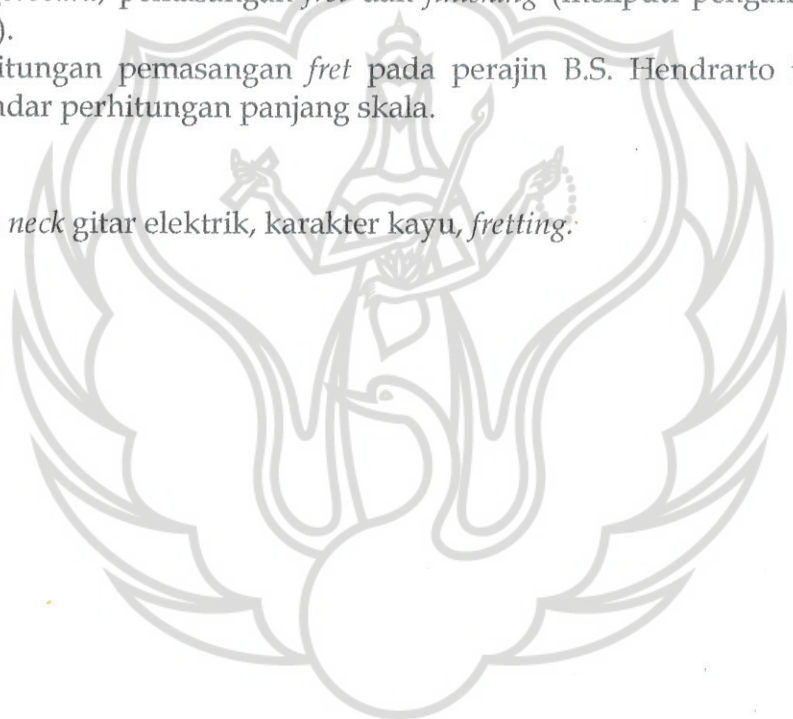 pemasangan fret dan finishing (meliputi
).
itungan pemasangan fret pada perajin B.S. Hendrarto
dar perhitungan panjang skala.
neck gitar elektrik, karakter kayu, fretting.